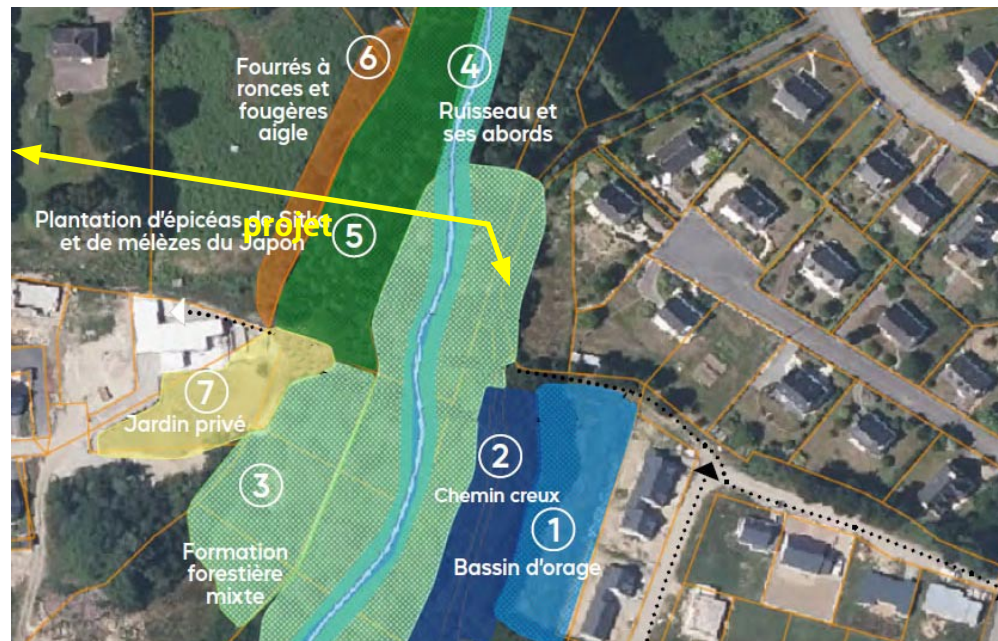 6
Fourrés à
ronces et
fougères
aigle
4
Ruisseau et
ses abords
Plantation d'épicéas de Sitka
et de mélèzes du Japon
projet
5
7
Jardin privé
3
Formation
forestière
mixte
2
Chemin creux
1
Bassin d'orage